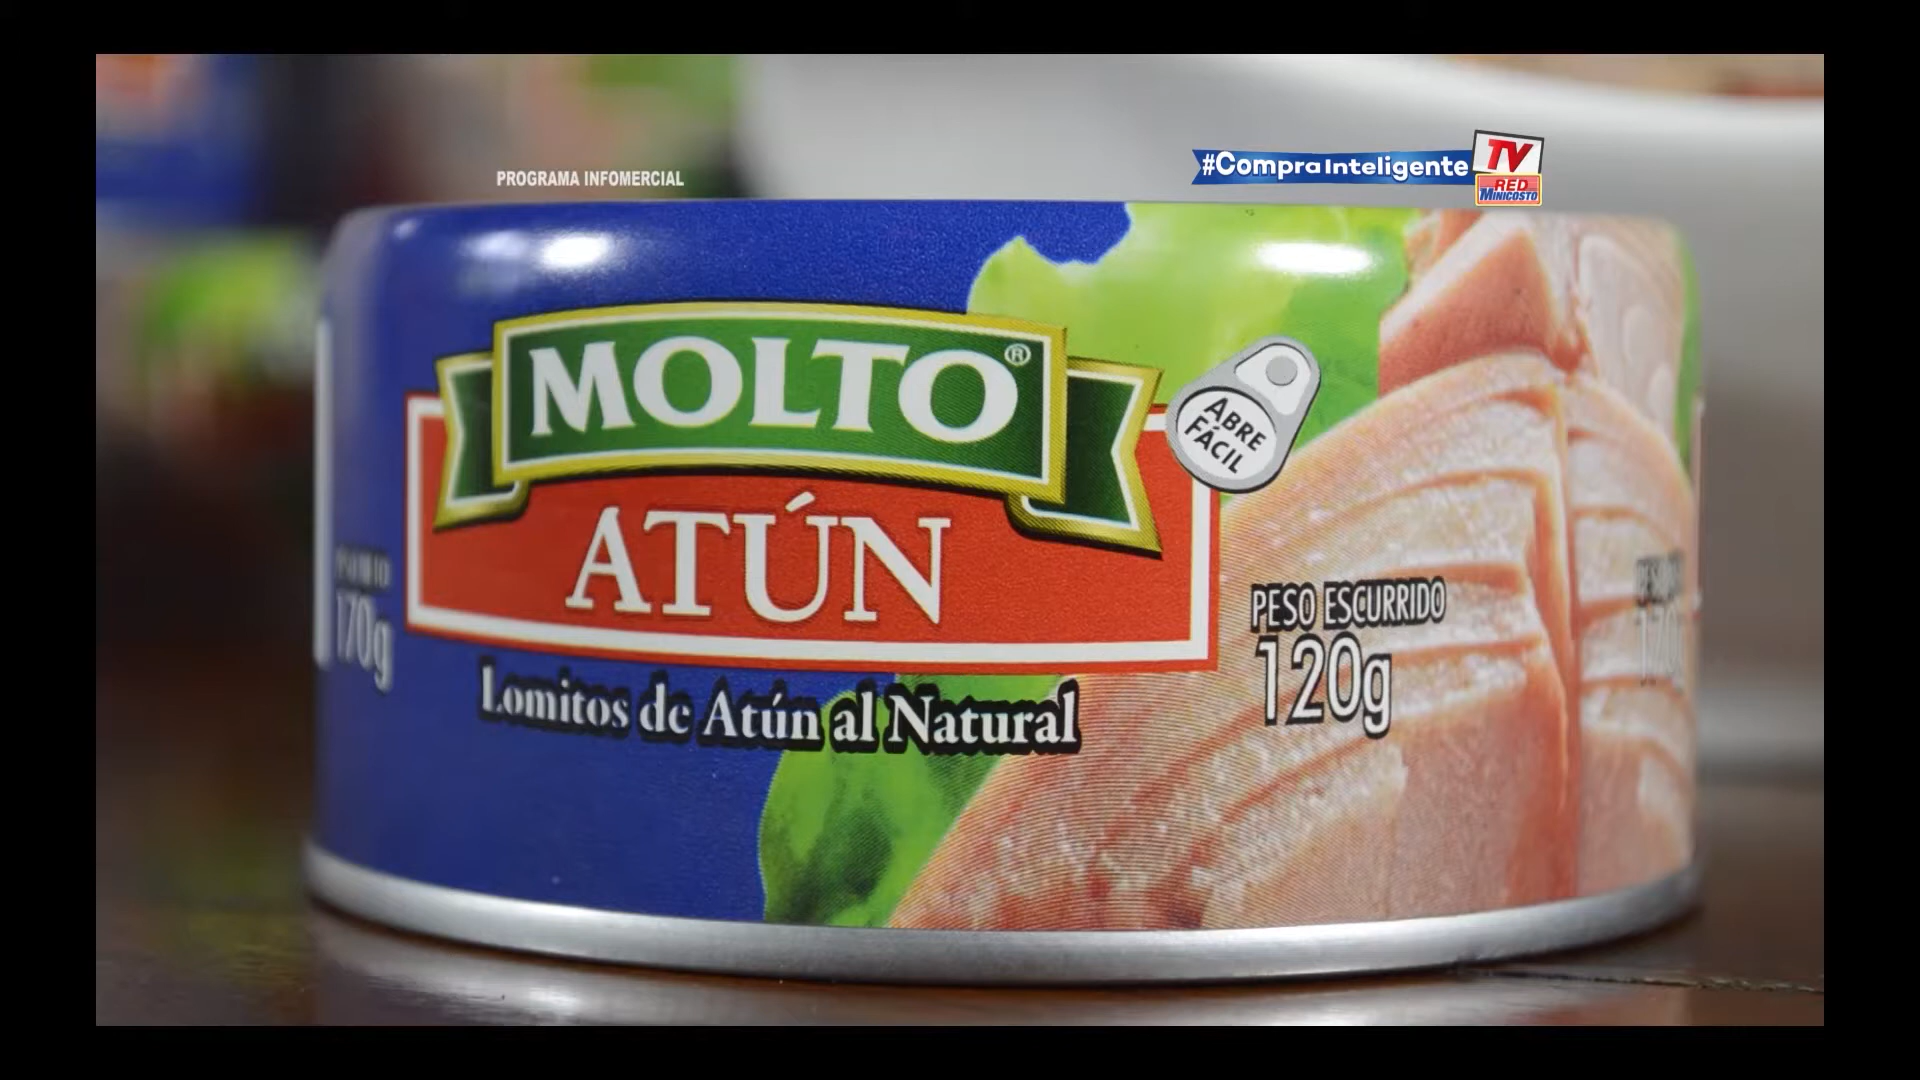 PROGRAMA INFOMERCIAL
#CompraInteligente
TV
RED
MINICOSTO
MOLTO®
ATÚN
ABRE
FÁCIL
Lomitos de Atún al Natural
PESO ESCURRIDO
120g
170g